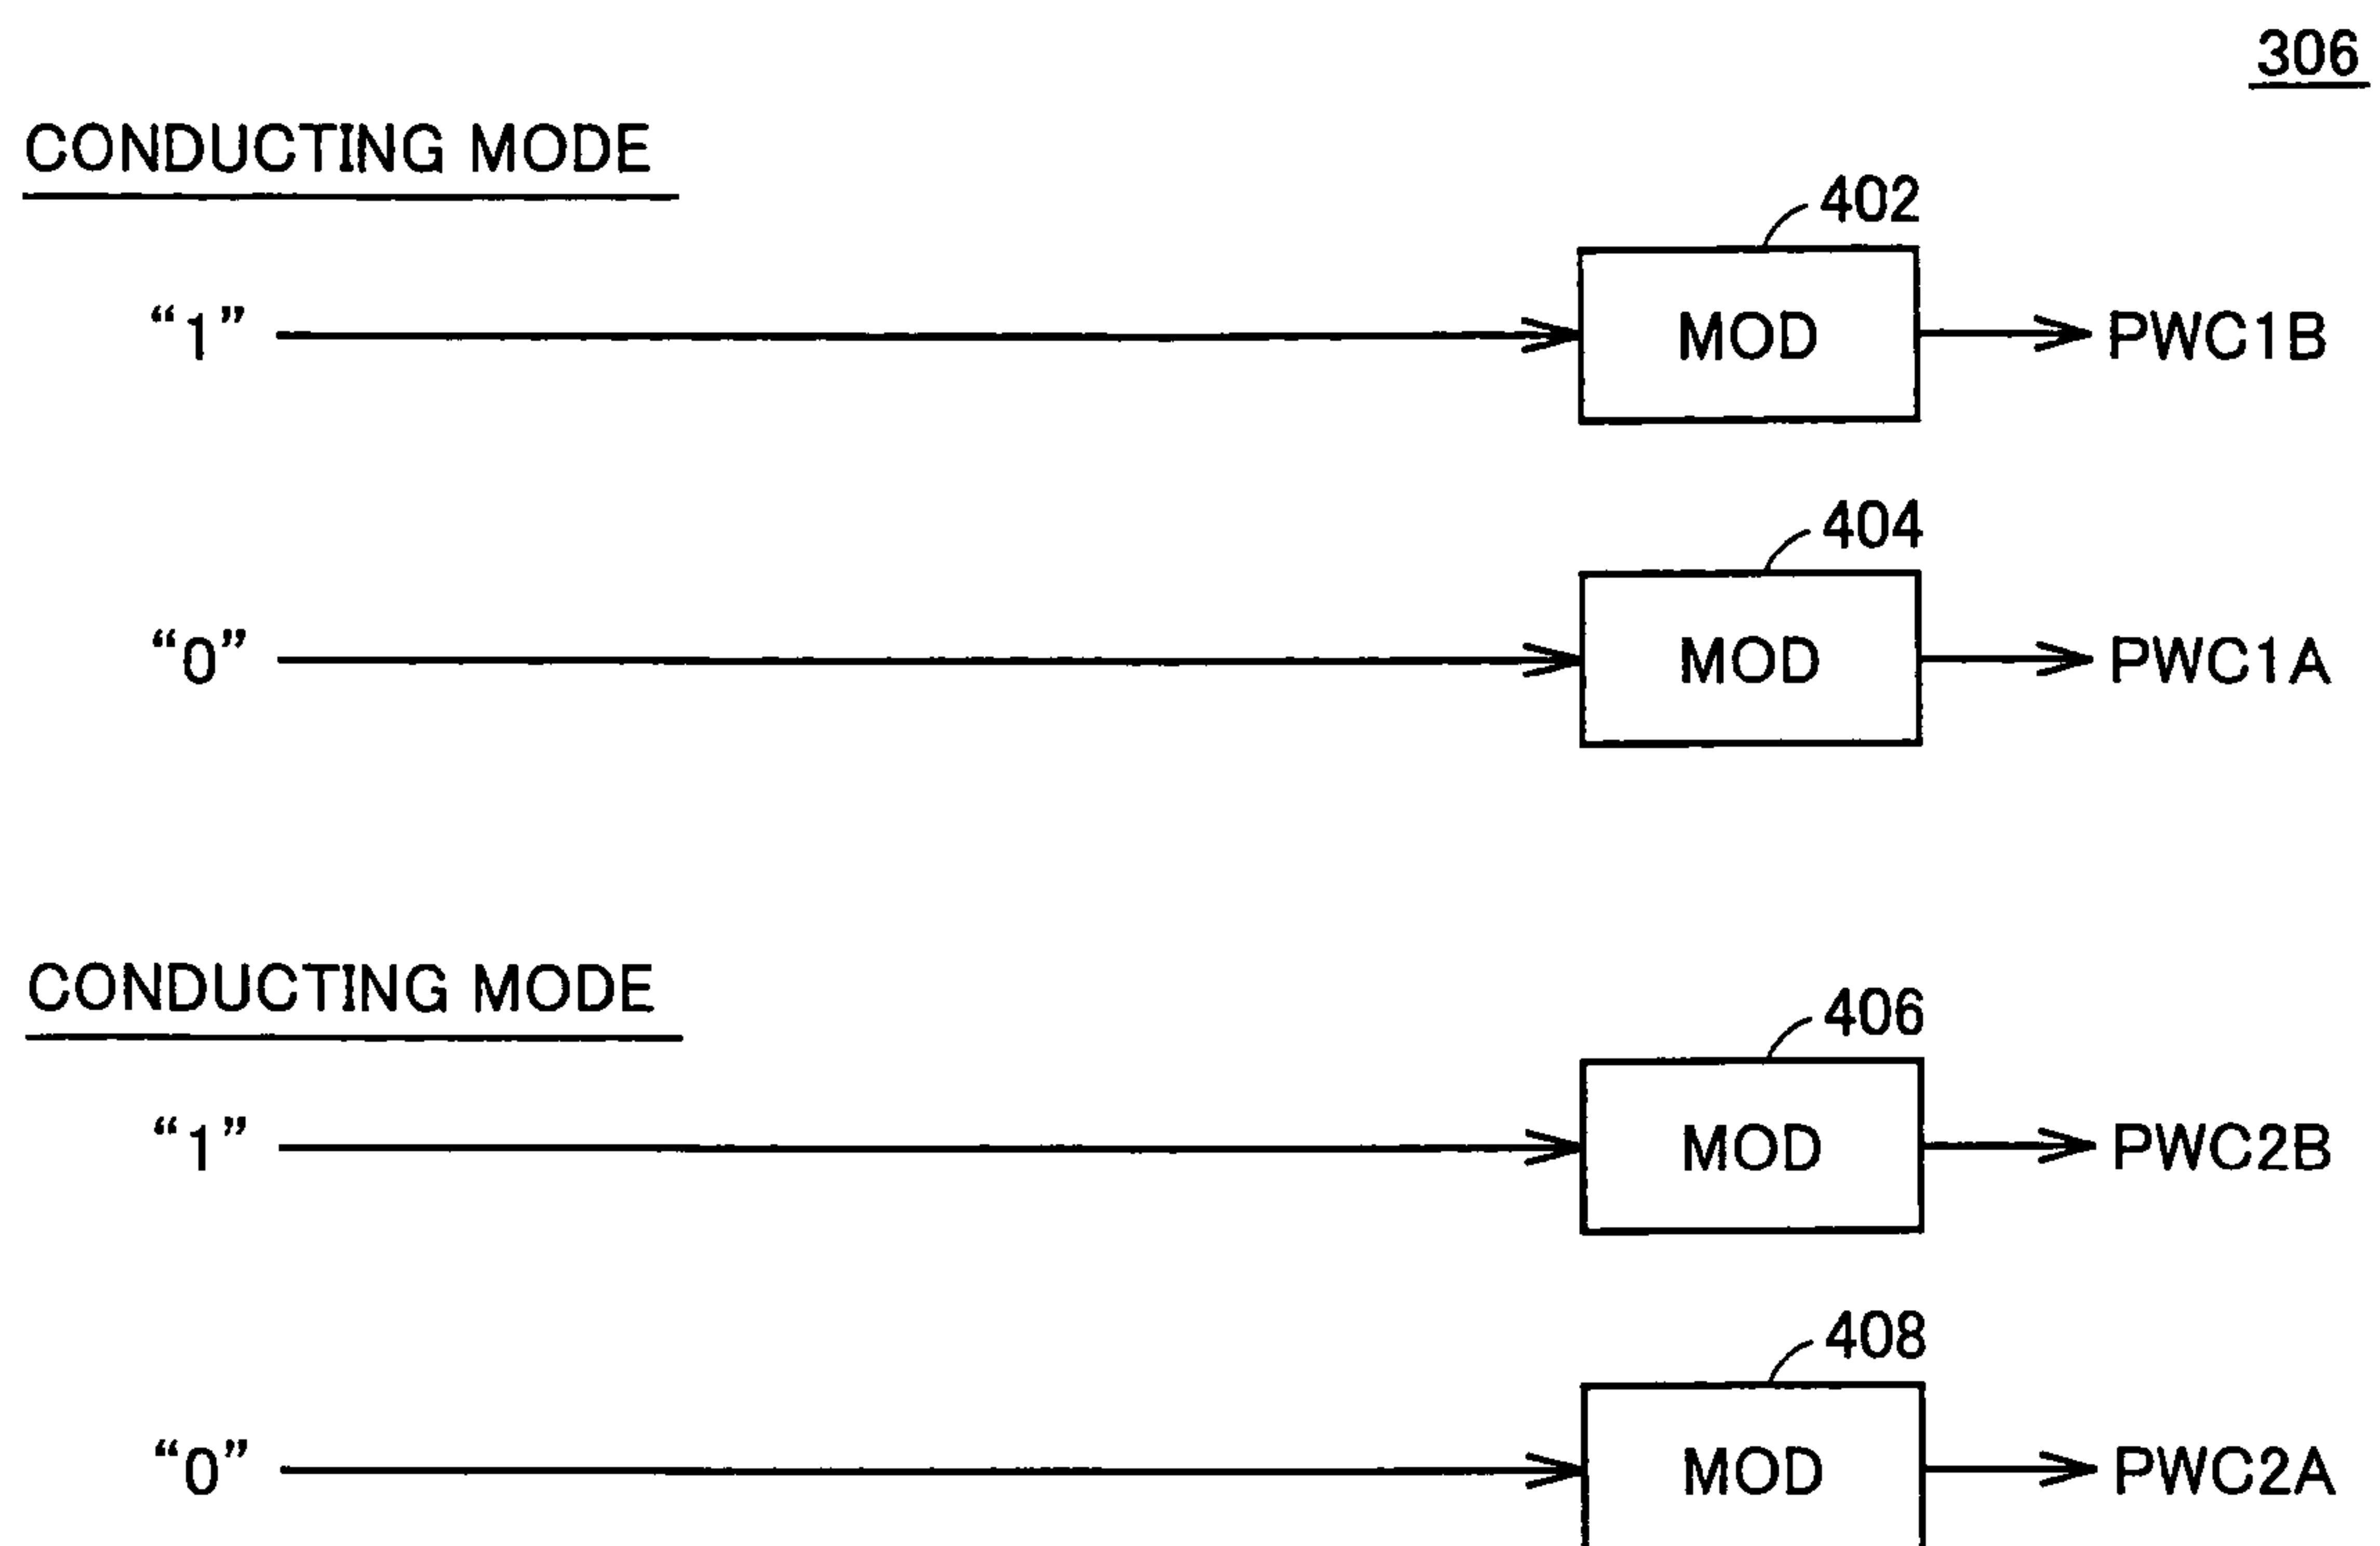 306
CONDUCTING MODE
402
“1” MOD PWC1B
404
“0” MOD PWC1A
CONDUCTING MODE
406
“1” MOD PWC2B
408
“0” MOD PWC2A